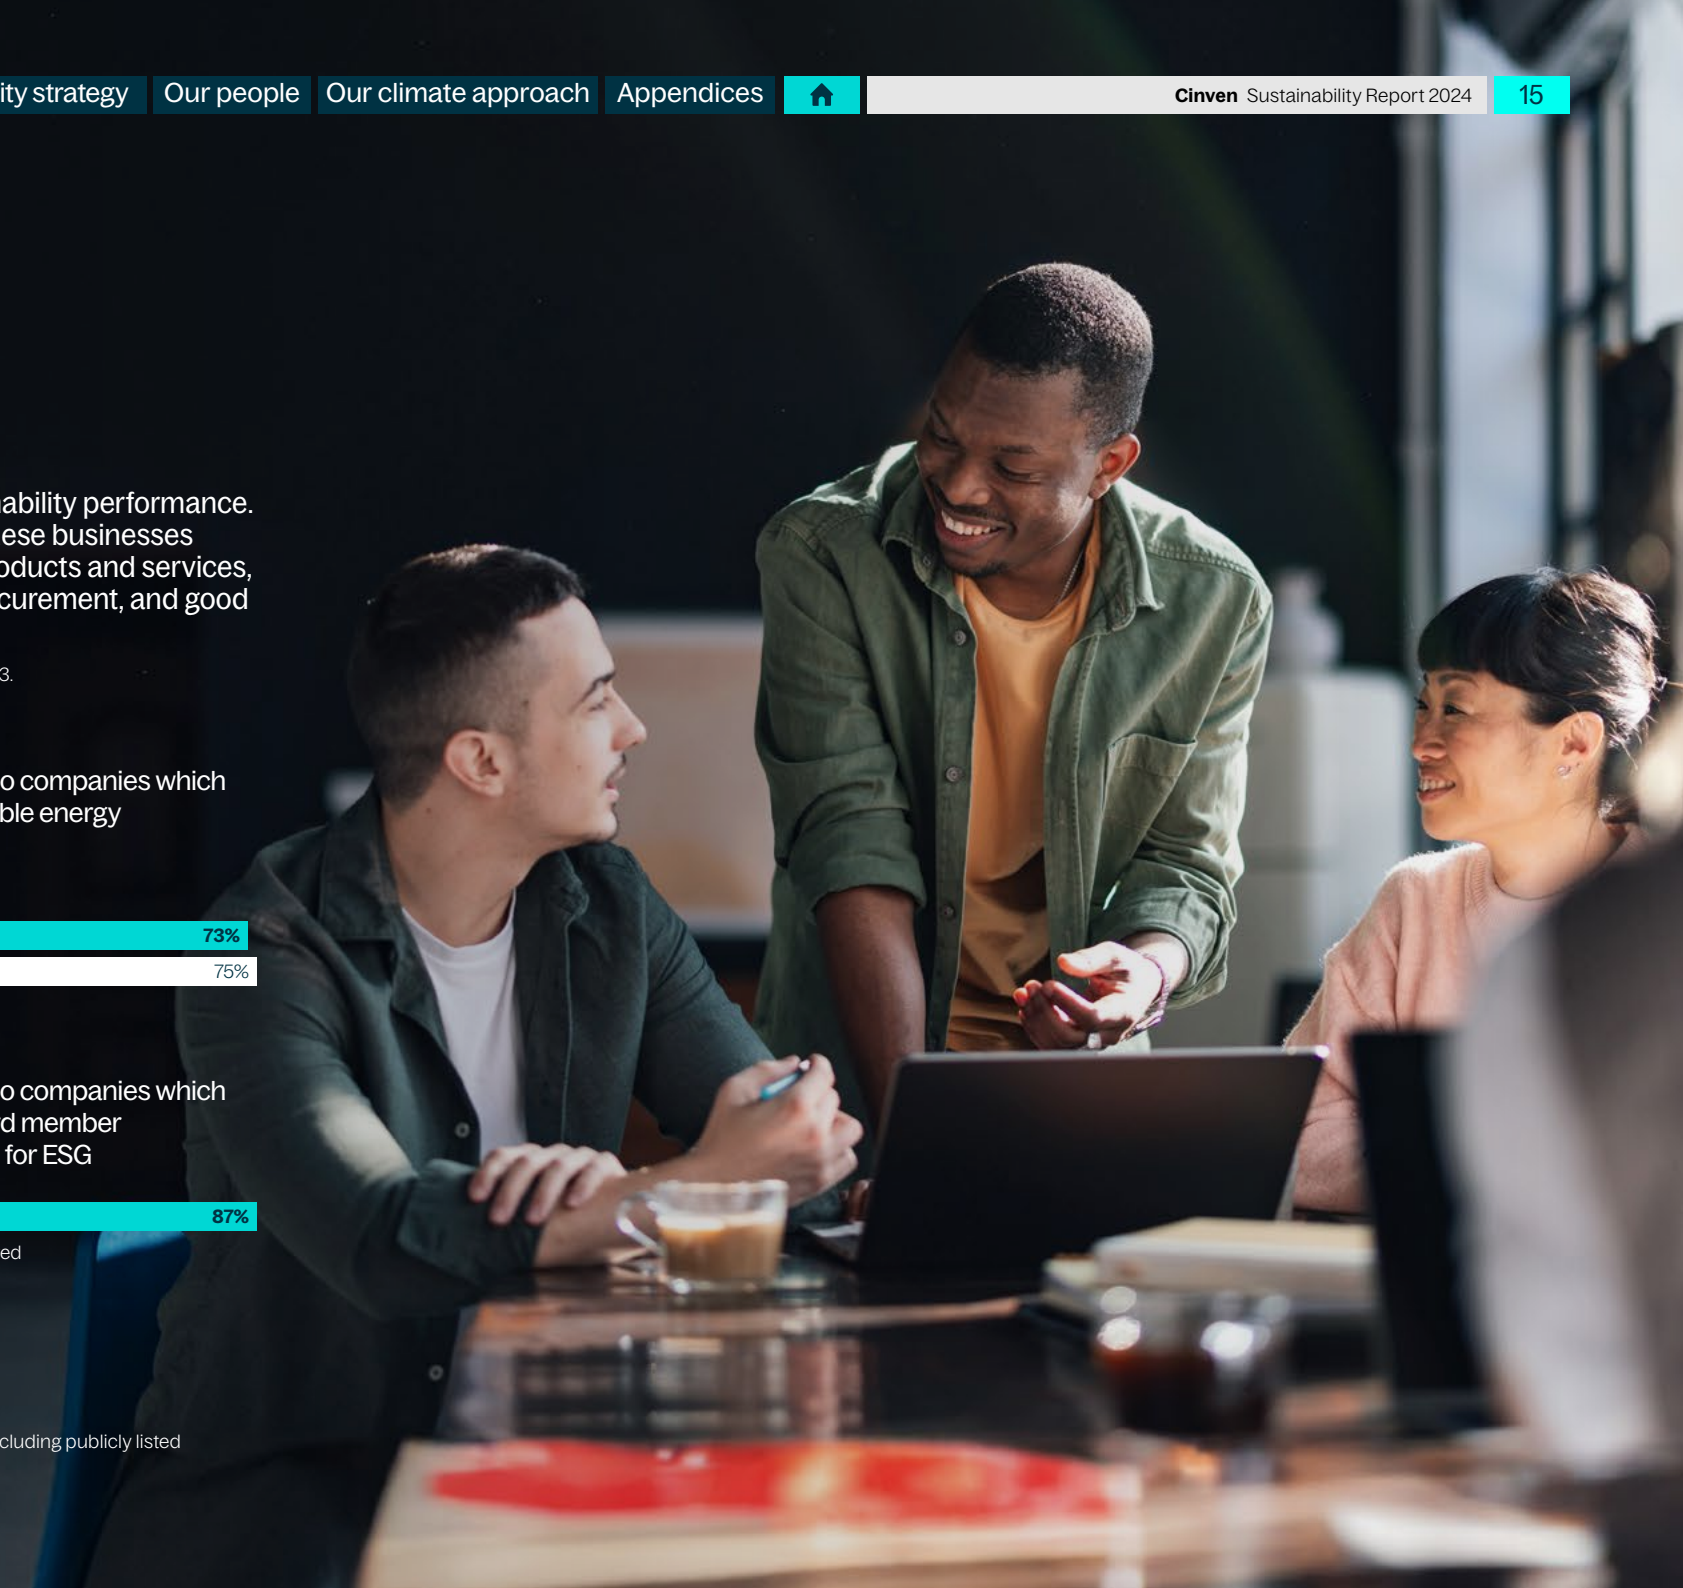 ity strategy
Our people
Our climate approach
Appendices
Cinven Sustainability Report 2024
15
ability performance.
ese businesses
oducts and services,
curement, and good
3.
o companies which
ble energy
73%
75%
o companies which
rd member
for ESG
87%
ed
cluding publicly listed